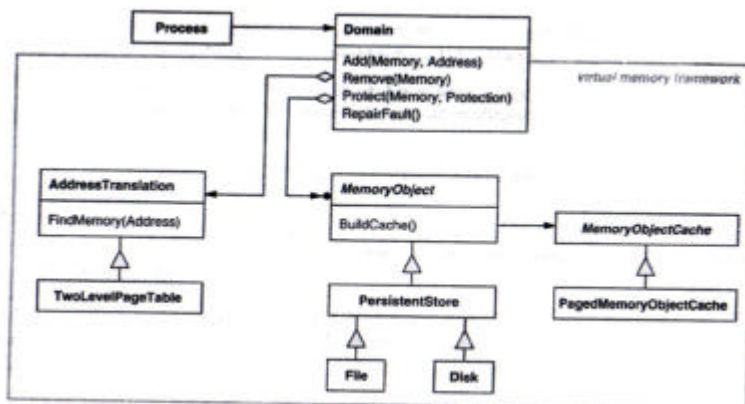 Process
Domain
Add(Memory, Address)
Remove(Memory)
Protect(Memory, Protection)
RepairFault()
virtual memory framework
AddressTranslation
FindMemory(Address)
MemoryObject
BuildCache()
MemoryObjectCache
TwoLevelPageTable
PersistentStore
PagedMemoryObjectCache
File
Disk